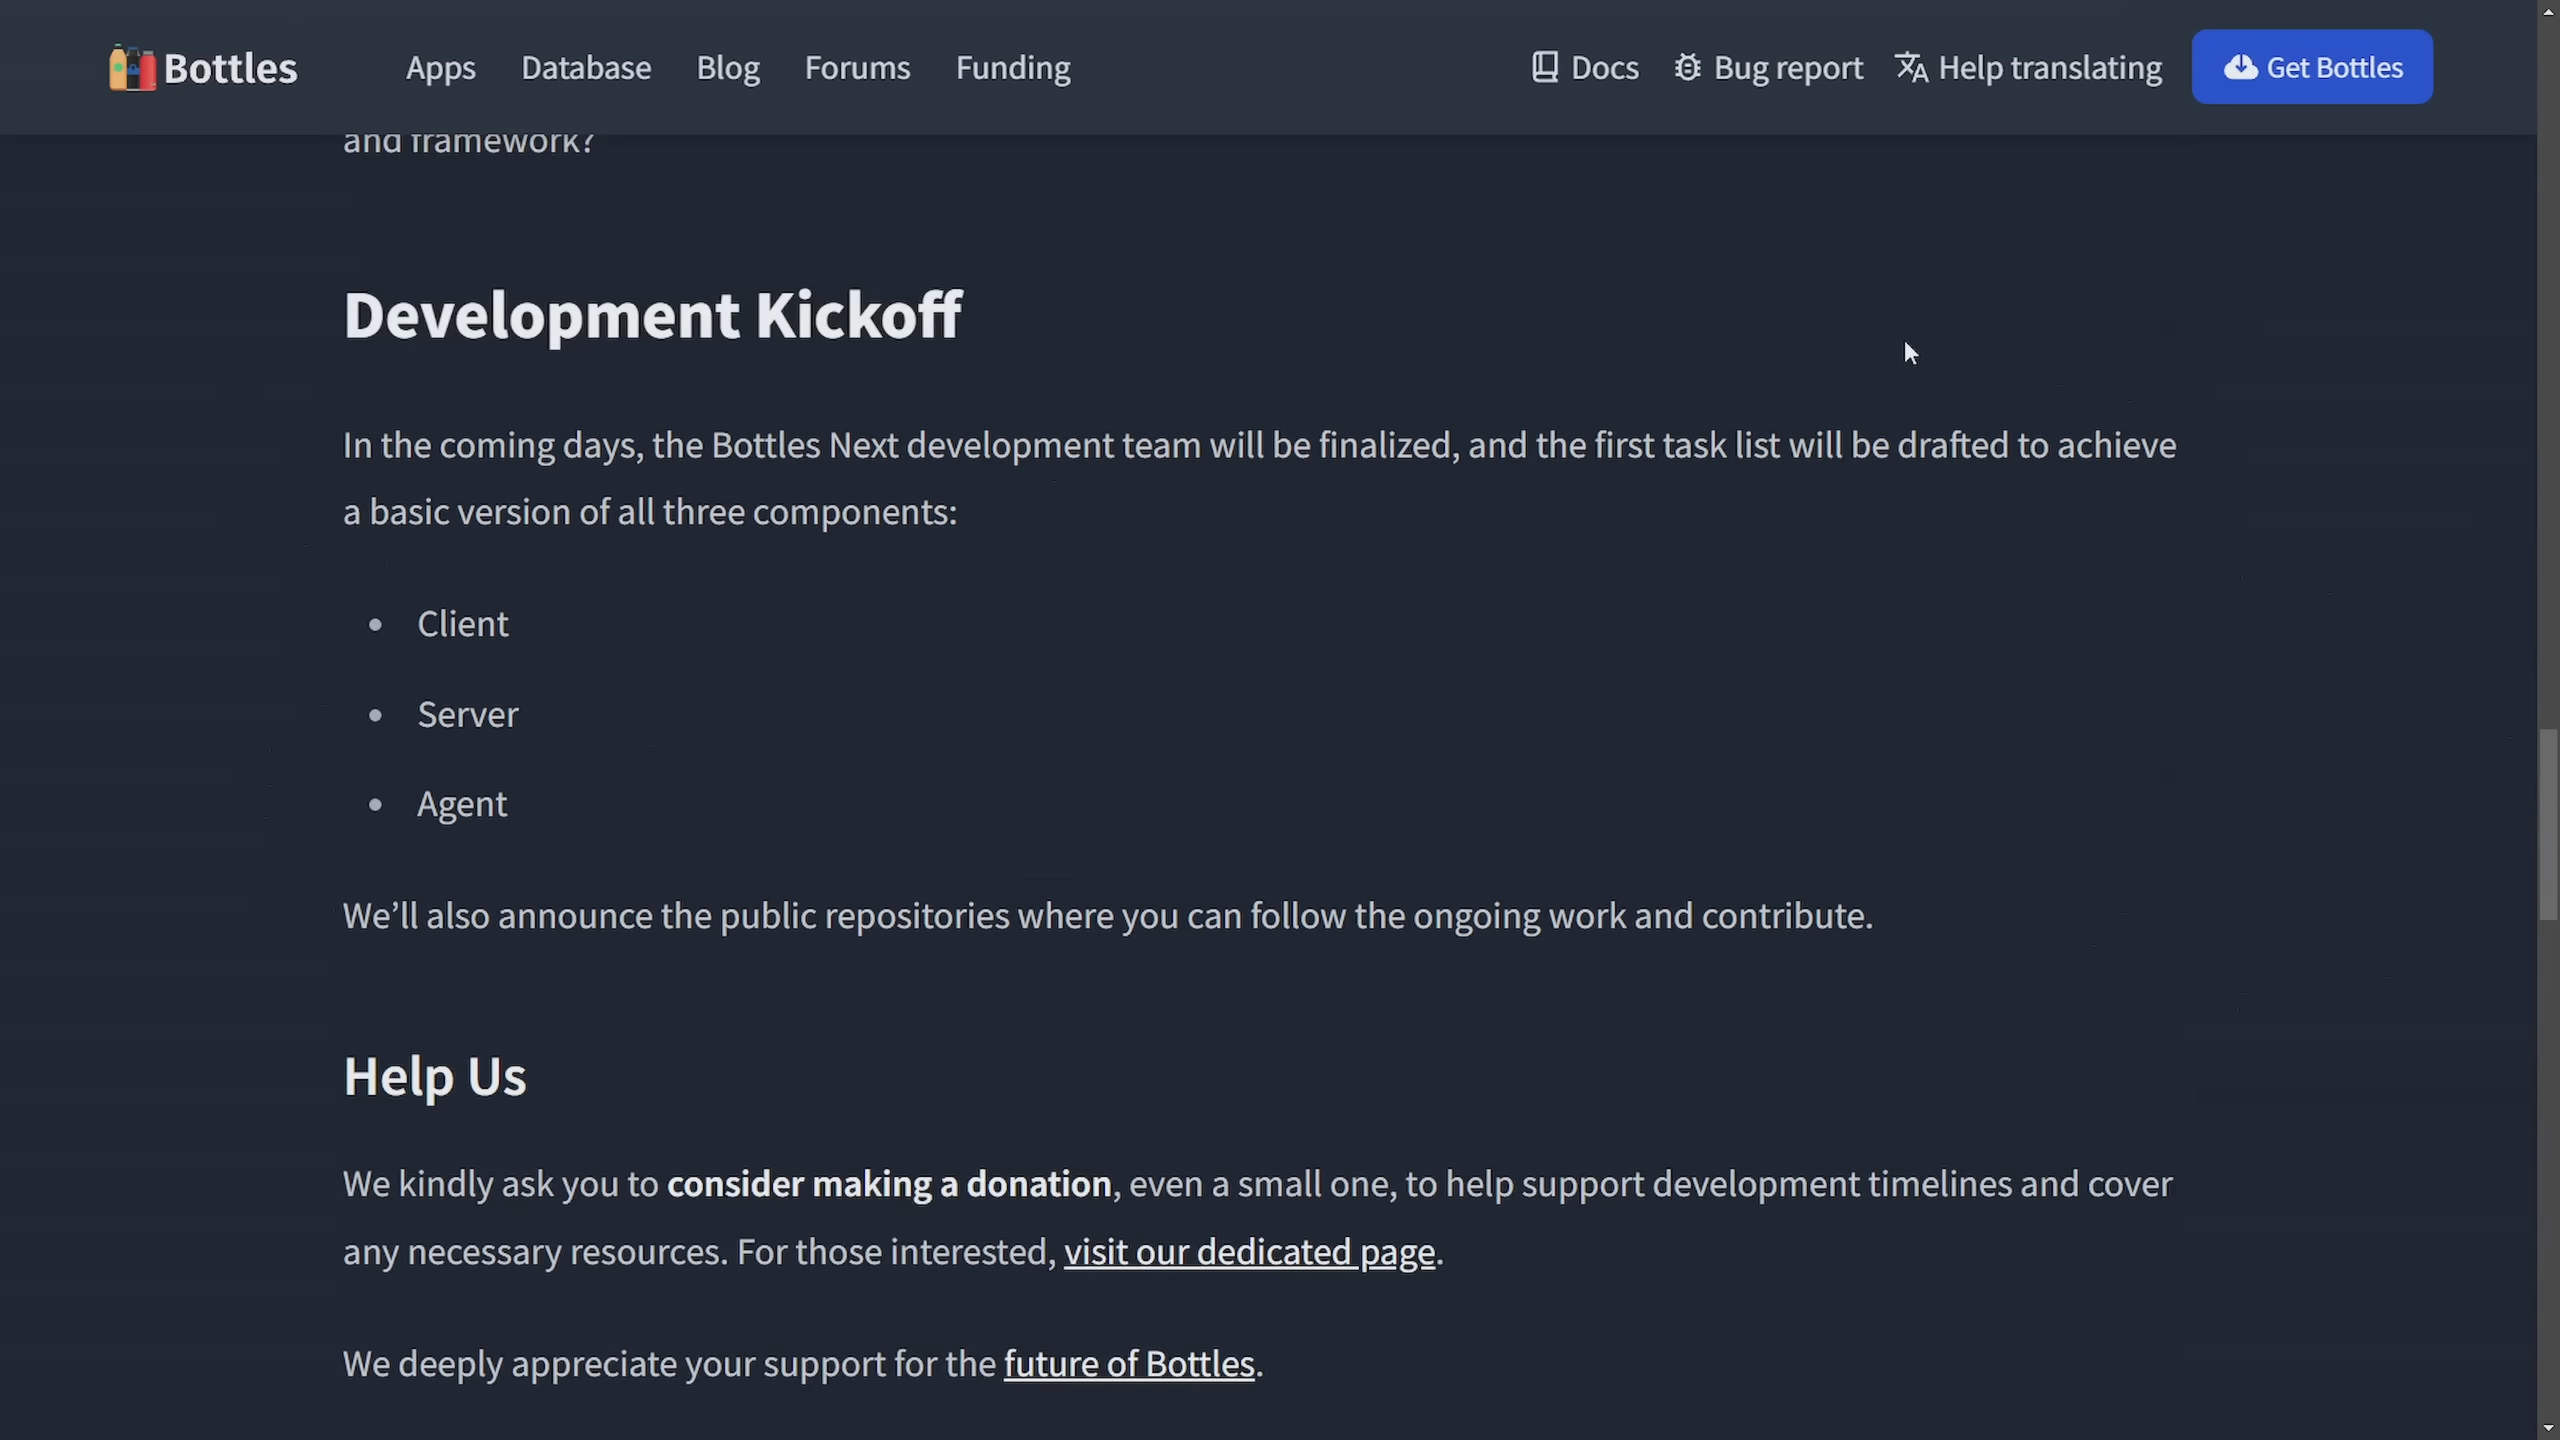 Bottles Apps Database Blog Forums Funding Docs Bug report Help translating Get Bottles
and framework?
Development Kickoff
In the coming days, the Bottles Next development team will be finalized, and the first task list will be drafted to achieve
a basic version of all three components:
• Client
• Server
• Agent
We’ll also announce the public repositories where you can follow the ongoing work and contribute.
Help Us
We kindly ask you to consider making a donation, even a small one, to help support development timelines and cover
any necessary resources. For those interested, visit our dedicated page.
We deeply appreciate your support for the future of Bottles.